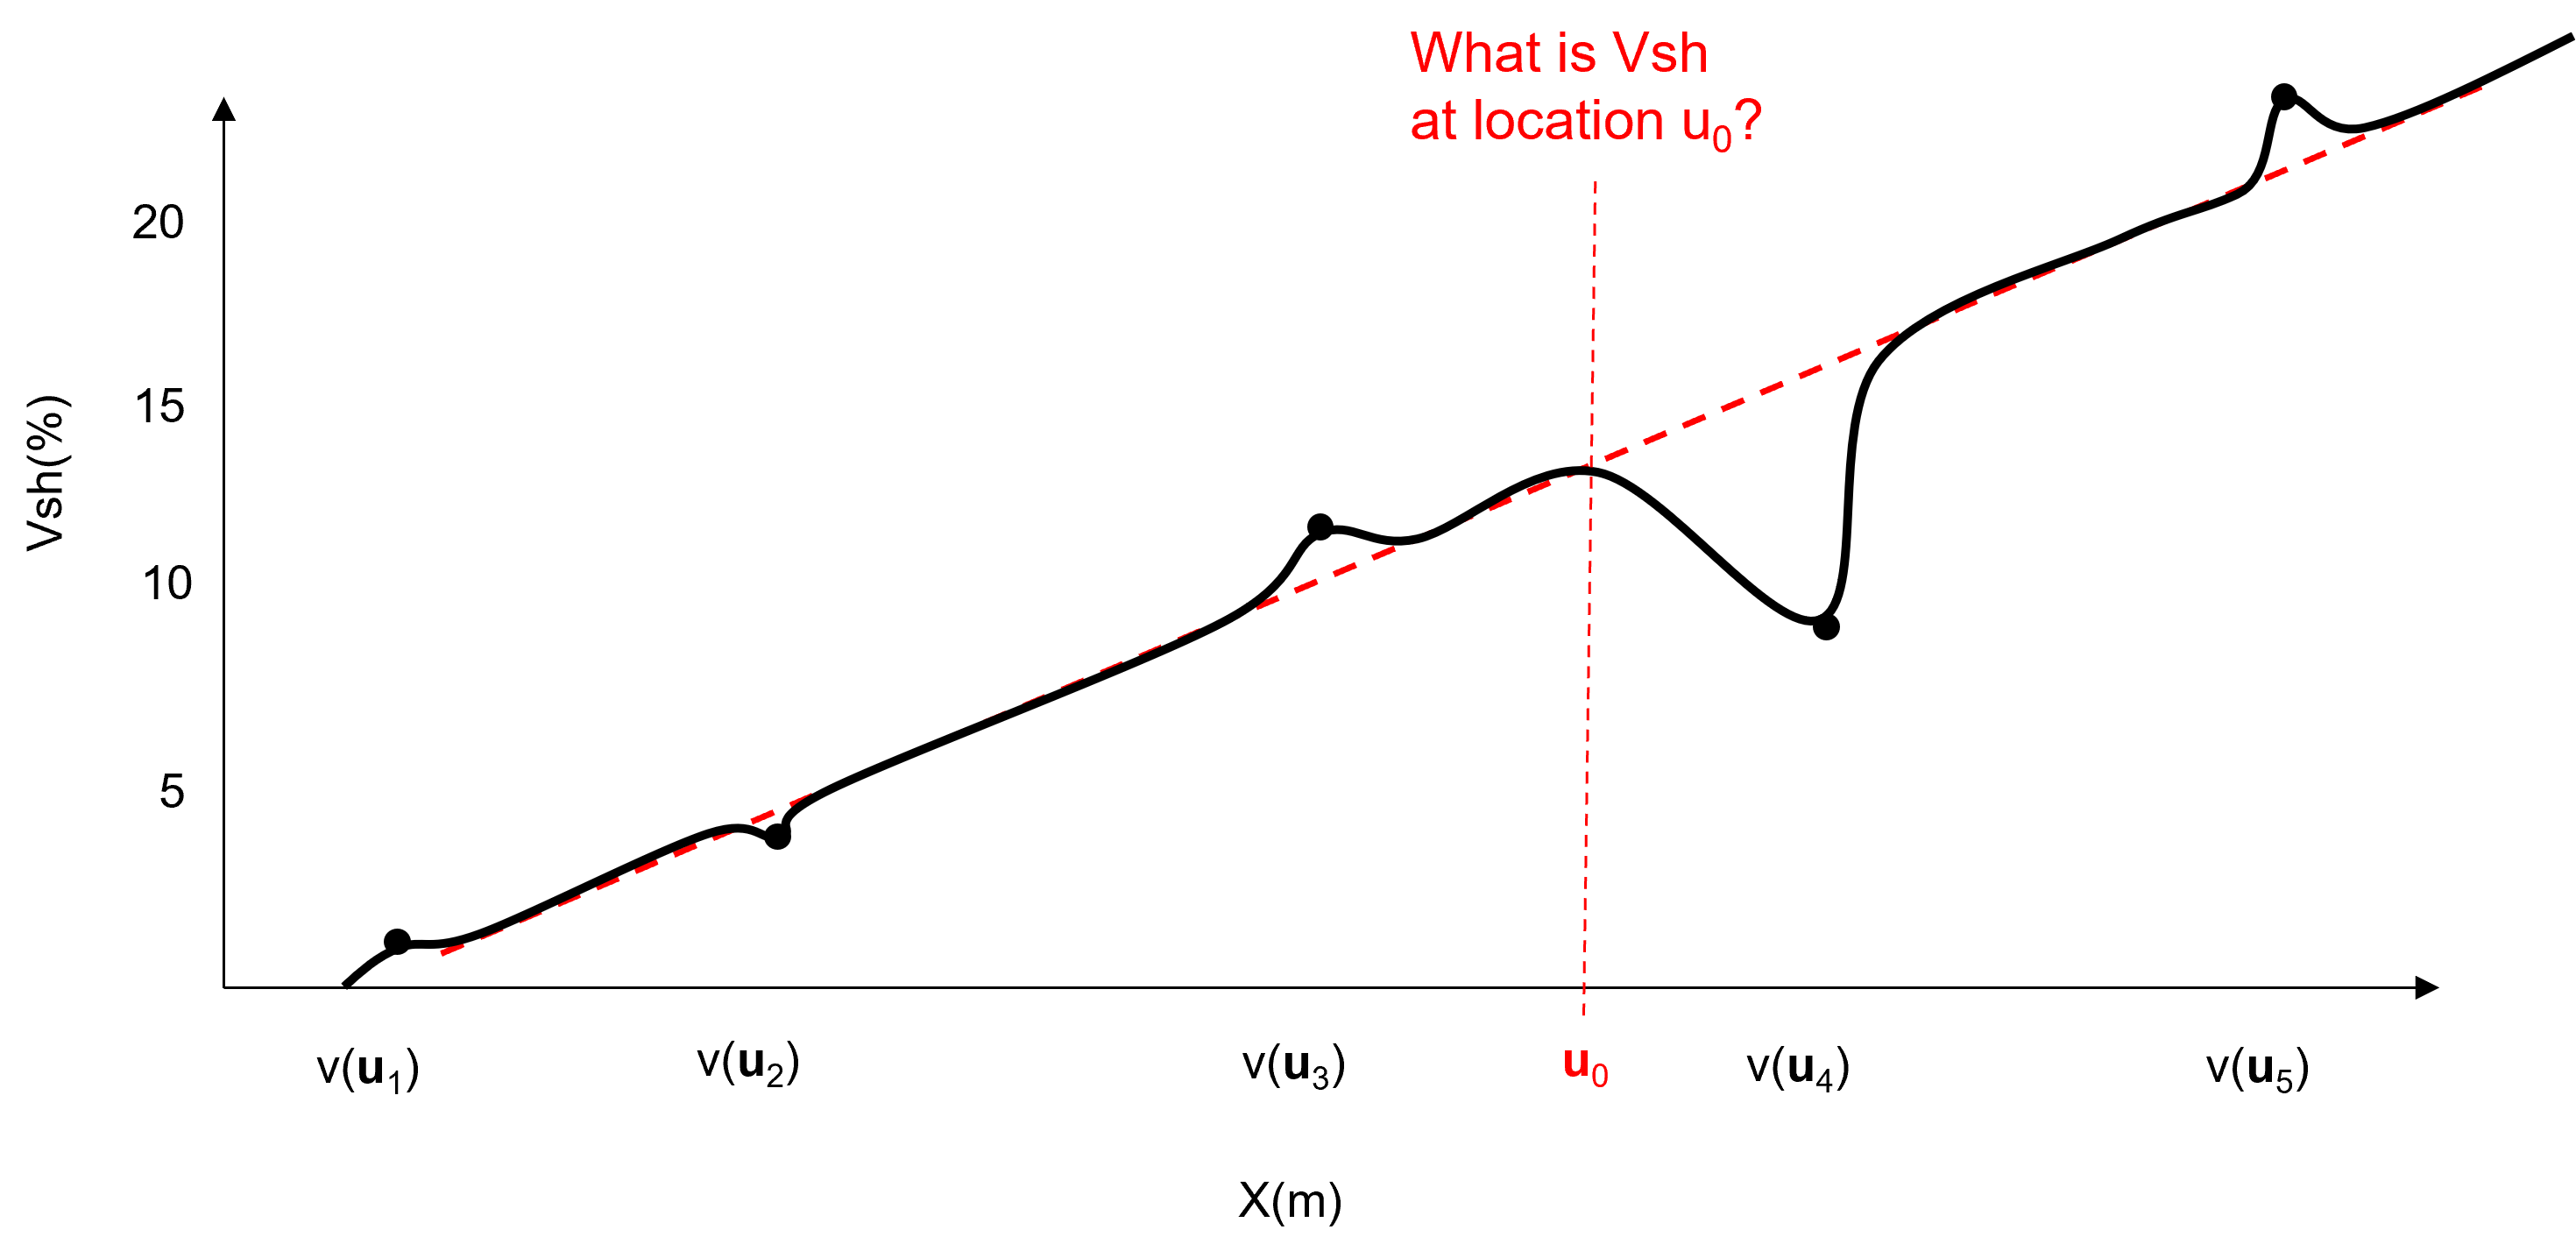 What is Vsh
at location u₀?
20
15
10
5
Vsh(%)
v(u₁) v(u₂) v(u₃) u₀ v(u₄) v(u₅)
X(m)